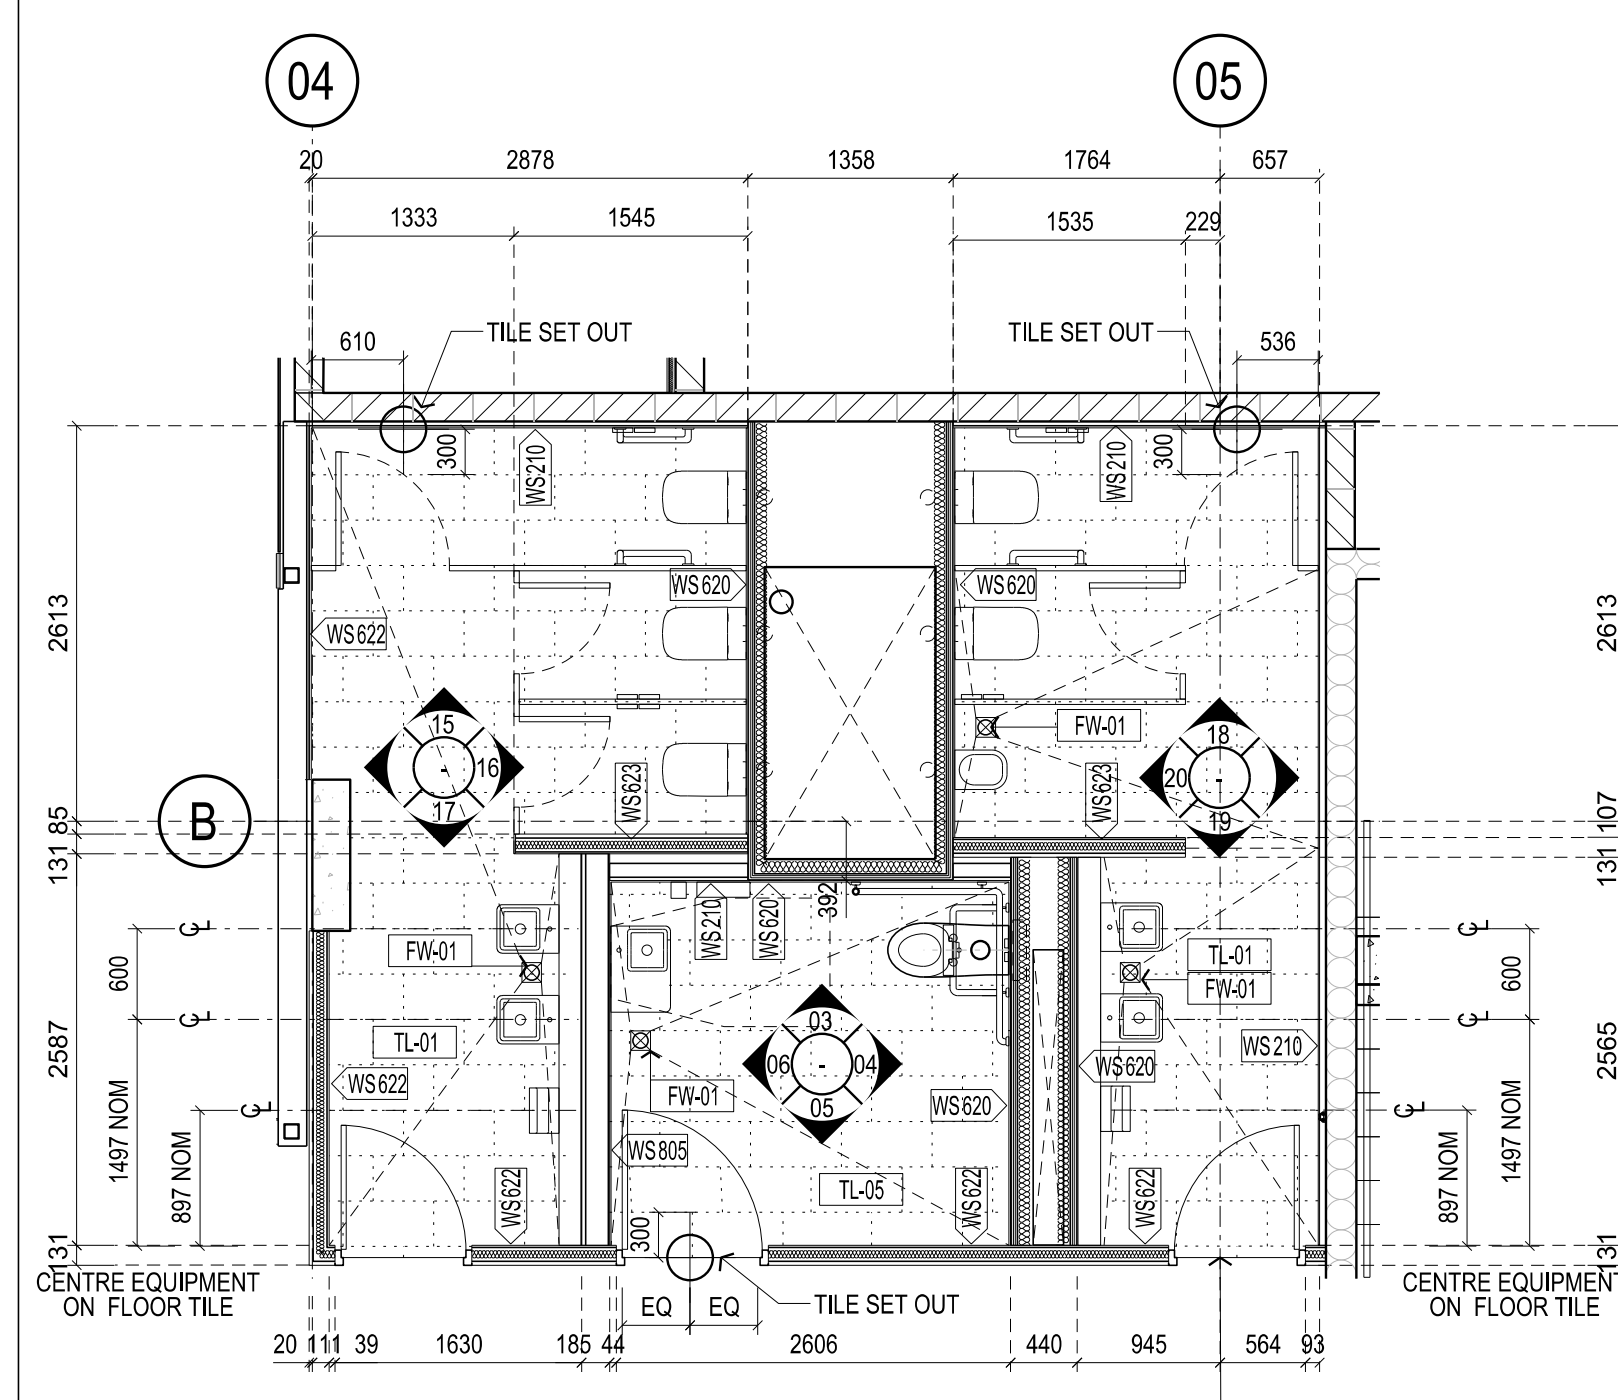 04
05
20
2878
1358
1764
657
1333
1545
1535
229
TILE SET OUT
TILE SET OUT
610
536
300
WS210
WS210
300
WS620
WS620
2613
2613
WS622
FW-01
15
16
17
-
18
20
19
-
WS623
WS623
B
85
131
107
131
392
WS210
WS620
FW-01
TL-01
FW-01
℄
℄
600
600
℄
℄
03
06
04
05
-
TL-01
WS210
2587
2565
WS622
WS620
FW-01
WS620
℄
℄
1497 NOM
897 NOM
897 NOM
1497 NOM
WS805
TL-05
WS622
WS622
WS622
300
131
131
CENTRE EQUIPMENT
ON FLOOR TILE
CENTRE EQUIPMENT
ON FLOOR TILE
EQ
EQ
TILE SET OUT
20
111
39
1630
185
44
2606
440
945
564
93